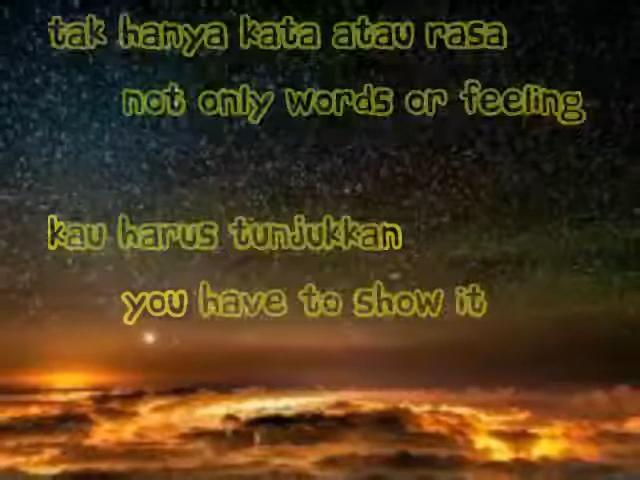 tak hanya kata atau rasa
not only words or feeling
kau harus tunjukkan
you have to show it